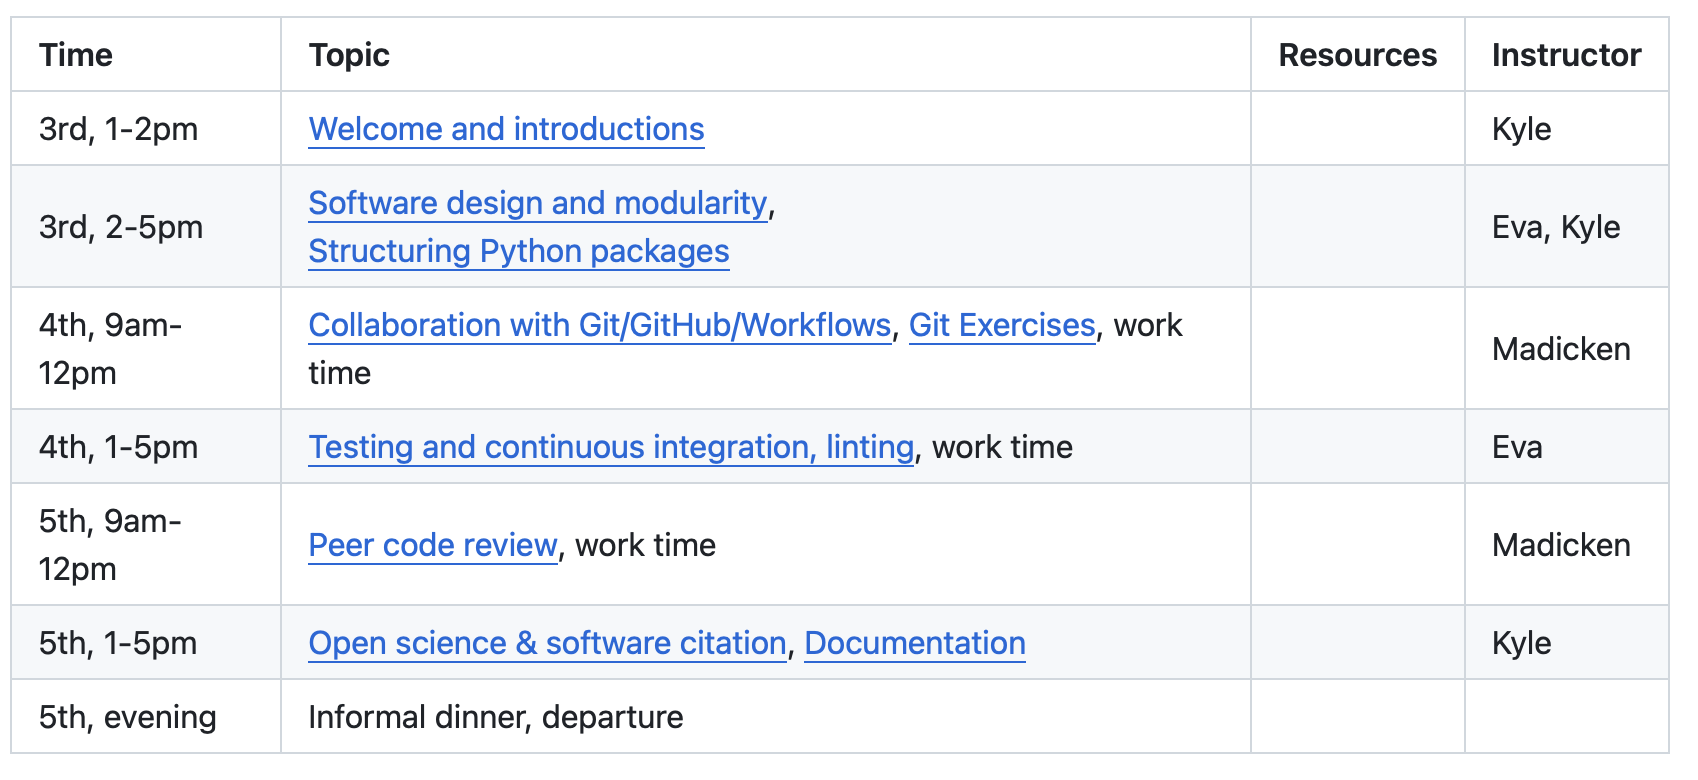 Time Topic Resources Instructor
3rd, 1-2pm Welcome and introductions Kyle
3rd, 2-5pm Software design and modularity, Eva, Kyle
Structuring Python packages
4th, 9am- Collaboration with Git/GitHub/Workflows, Git Exercises, work Madicken
12pm time
4th, 1-5pm Testing and continuous integration, linting, work time Eva
5th, 9am- Peer code review, work time Madicken
12pm
5th, 1-5pm Open science & software citation, Documentation Kyle
5th, evening Informal dinner, departure